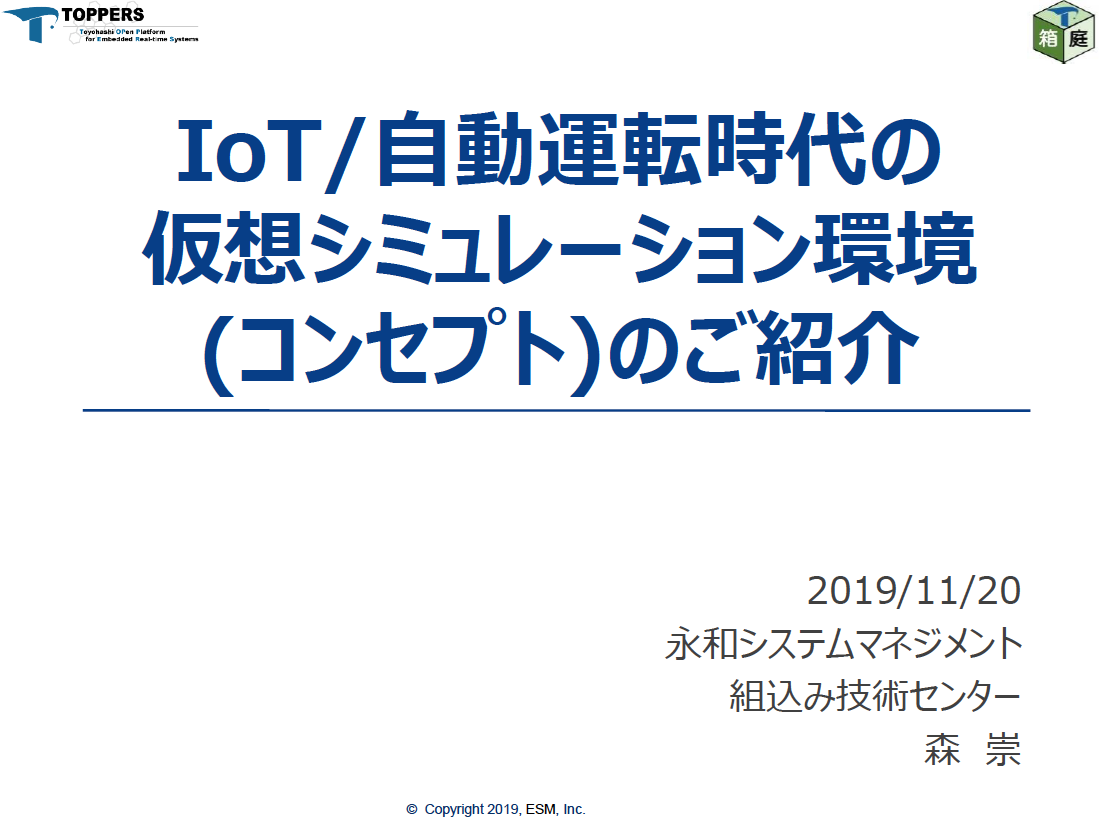 TOPPERS
Toyohashi OPen Platform
for Embedded Real-time Systems
箱庭
IoT/自動運転時代の
仮想シミュレーション環境
(コンセプト)のご紹介
2019/11/20
永和システムマネジメント
組込み技術センター
森 崇
© Copyright 2019, ESM, Inc.